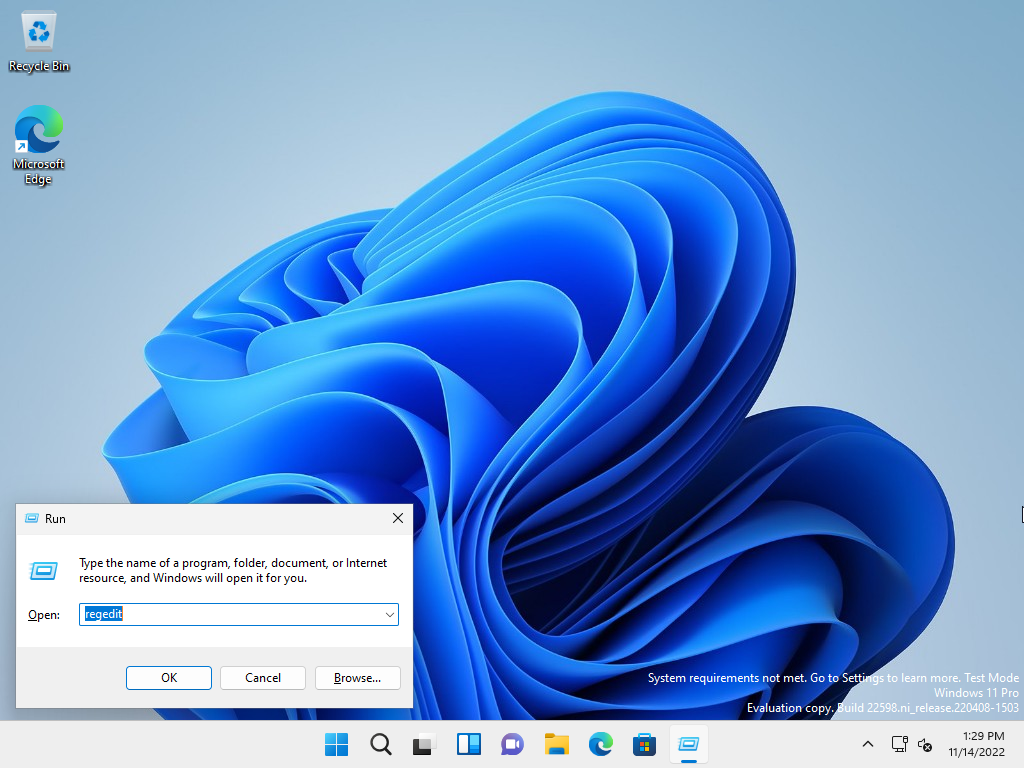 Recycle Bin
Microsoft
Edge
Run
Type the name of a program, folder, document, or Internet
resource, and Windows will open it for you.
Open:
regedit
OK
Cancel
Browse...
System requirements not met. Go to Settings to learn more. Test Mode
Windows 11 Pro
Evaluation copy. Build 22598.ni_release.220408-1503
1:29 PM
11/14/2022